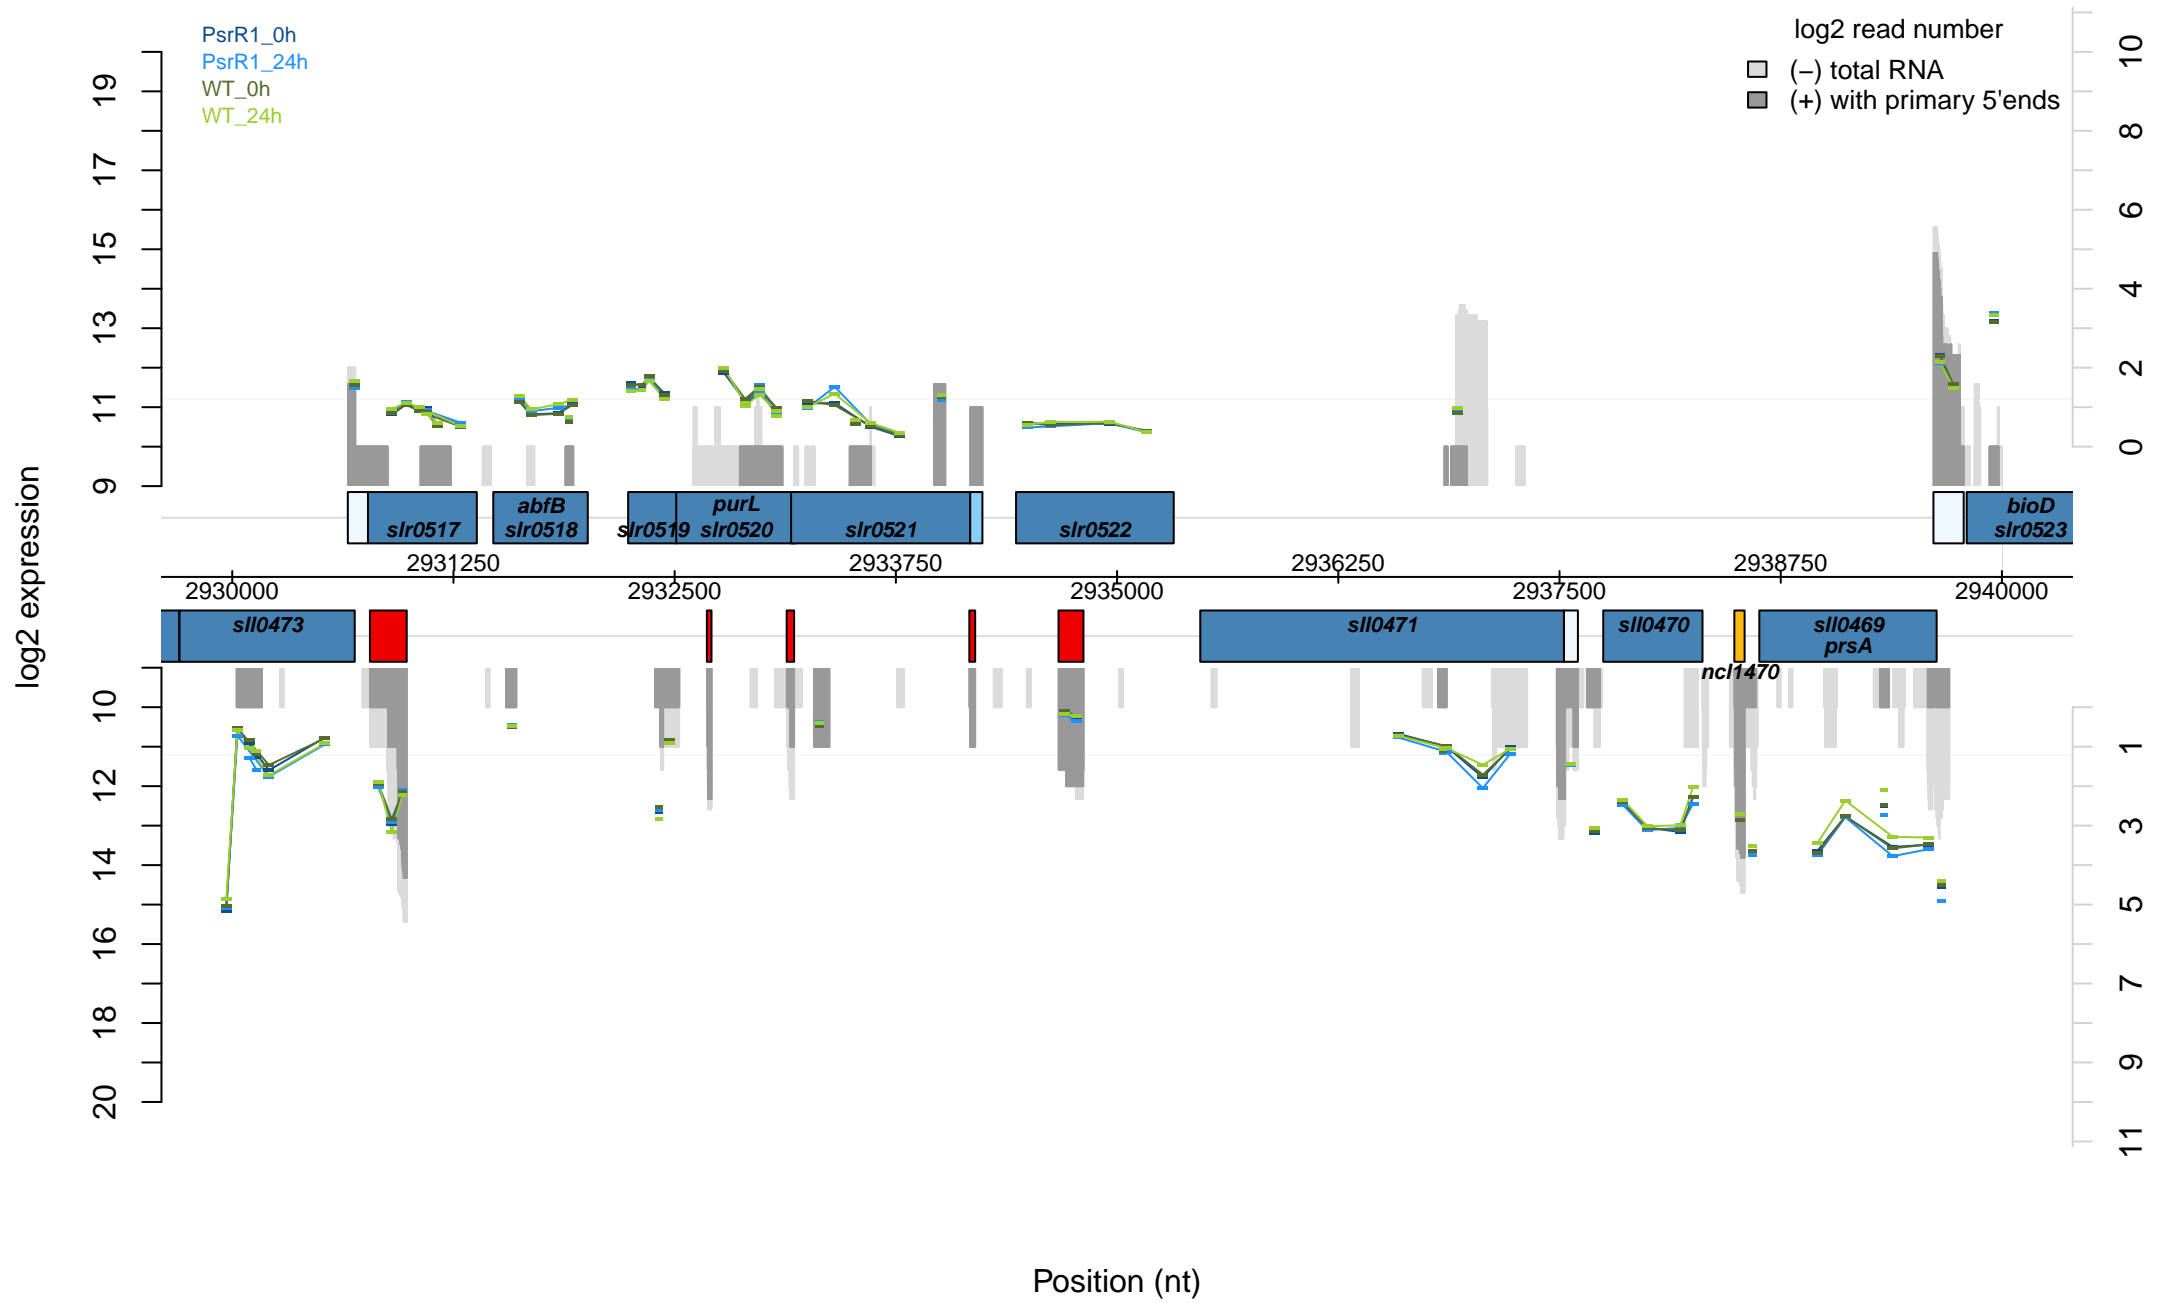 PsrR1_0h
PsrR1_24h
WT_0h
WT_24h
log2 read number
(−) total RNA
(+) with primary 5'ends
19
17
15
13
11
9
10
8
6
4
2
0
log2 expression
abfB
purL
bioD
slr0517
slr0518
slr0519
slr0520
slr0521
slr0522
slr0523
2931250
2933750
2936250
2938750
2930000
2932500
2935000
2937500
2940000
sll0473
sll0471
sll0470
sll0469
prsA
ncl1470
10
12
14
16
18
20
1
3
5
7
9
11
Position (nt)